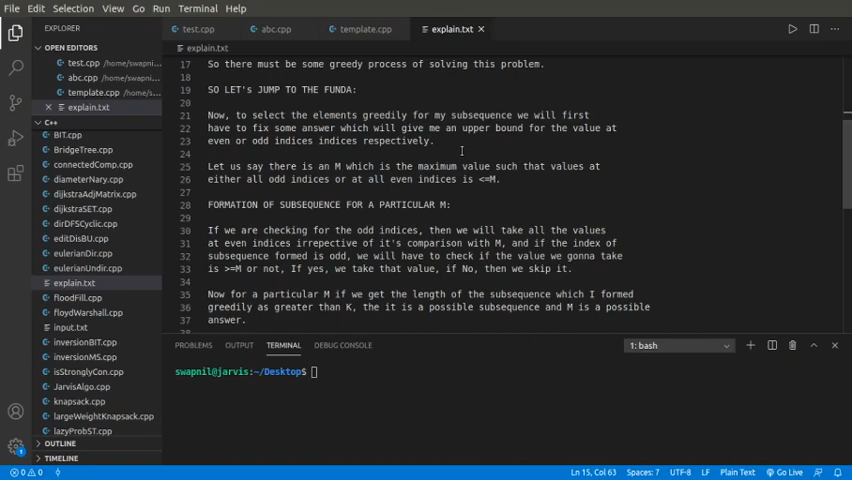 File Edit Selection View Go Run Terminal Help
EXPLORER
test.cpp abc.cpp template.cpp explain.txt
OPEN EDITORS
test.cpp /home/swapni...
abc.cpp /home/swapni...
template.cpp /home/s...
explain.txt
C++
BIT.cpp
BridgeTree.cpp
connectedComp.cpp
diameterNary.cpp
dijkstraAdjMatrix.cpp
dijkstraSET.cpp
dirDFSCyclic.cpp
editDisBU.cpp
eulerianDir.cpp
eulerianUndir.cpp
explain.txt
FloodFill.cpp
floydWarshall.cpp
input.txt
inversionBIT.cpp
inversionMS.cpp
isStronglyCon.cpp
JarvisAlgo.cpp
knapsack.cpp
largeWeightKnapsack.cpp
lazyProbST.cpp
OUTLINE
TIMELINE
explain.txt
17 So there must be some greedy process of solving this problem.
18
19 SO LET's JUMP TO THE FUNDA:
20
21 Now, to select the elements greedily for my subsequence we will first
22 have to fix some answer which will give me an upper bound for the value at
23 even or odd indices indices respectively.
24
25 Let us say there is an M which is the maximum value such that values at
26 either all odd indices or at all even indices is <=M.
27
28 FORMATION OF SUBSEQUENCE FOR A PARTICULAR M:
29
30 If we are checking for the odd indices, then we will take all the values
31 at even indices irrepective of it's comparison with M, and if the index of
32 subsequence formed is odd, we will have to check if the value we gonna take
33 is >=M or not, If yes, we take that value, if No, then we skip it.
34
35 Now for a particular M if we get the length of the subsequence which I formed
36 greedily as greater than K, the it is a possible subsequence and M is a possible
37 answer.
PROBLEMS OUTPUT TERMINAL DEBUG CONSOLE
1: bash
swapnil@jarvis:~/Desktop$
1
0 0 Ln 15, Col 63 Spaces: 7 UTF-8 LF Plain Text Go Live